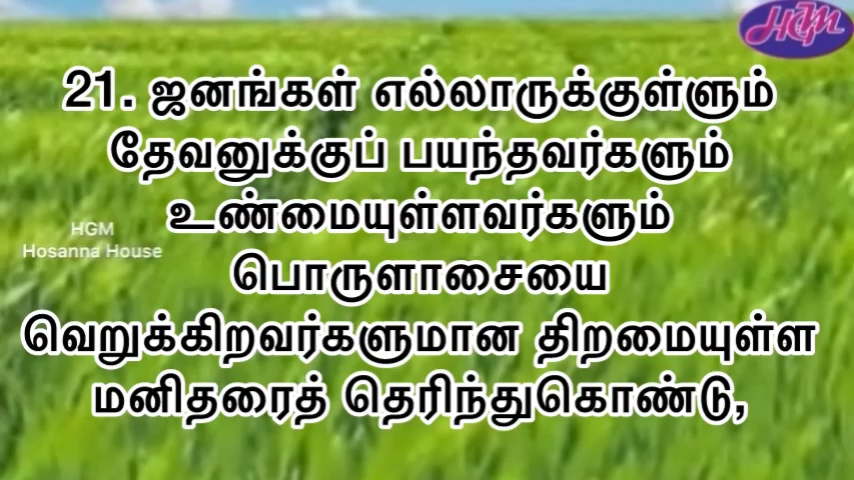 HGM
21. ஜனங்கள் எல்லாருக்குள்ளும்
தேவனுக்குப் பயந்தவர்களும்
உண்மையுள்ளவர்களும்
HGM
Hosanna House
பொருளாசையை
வெறுக்கிறவர்களுமான திறமையுள்ள
மனிதரைத் தெரிந்துகொண்டு,